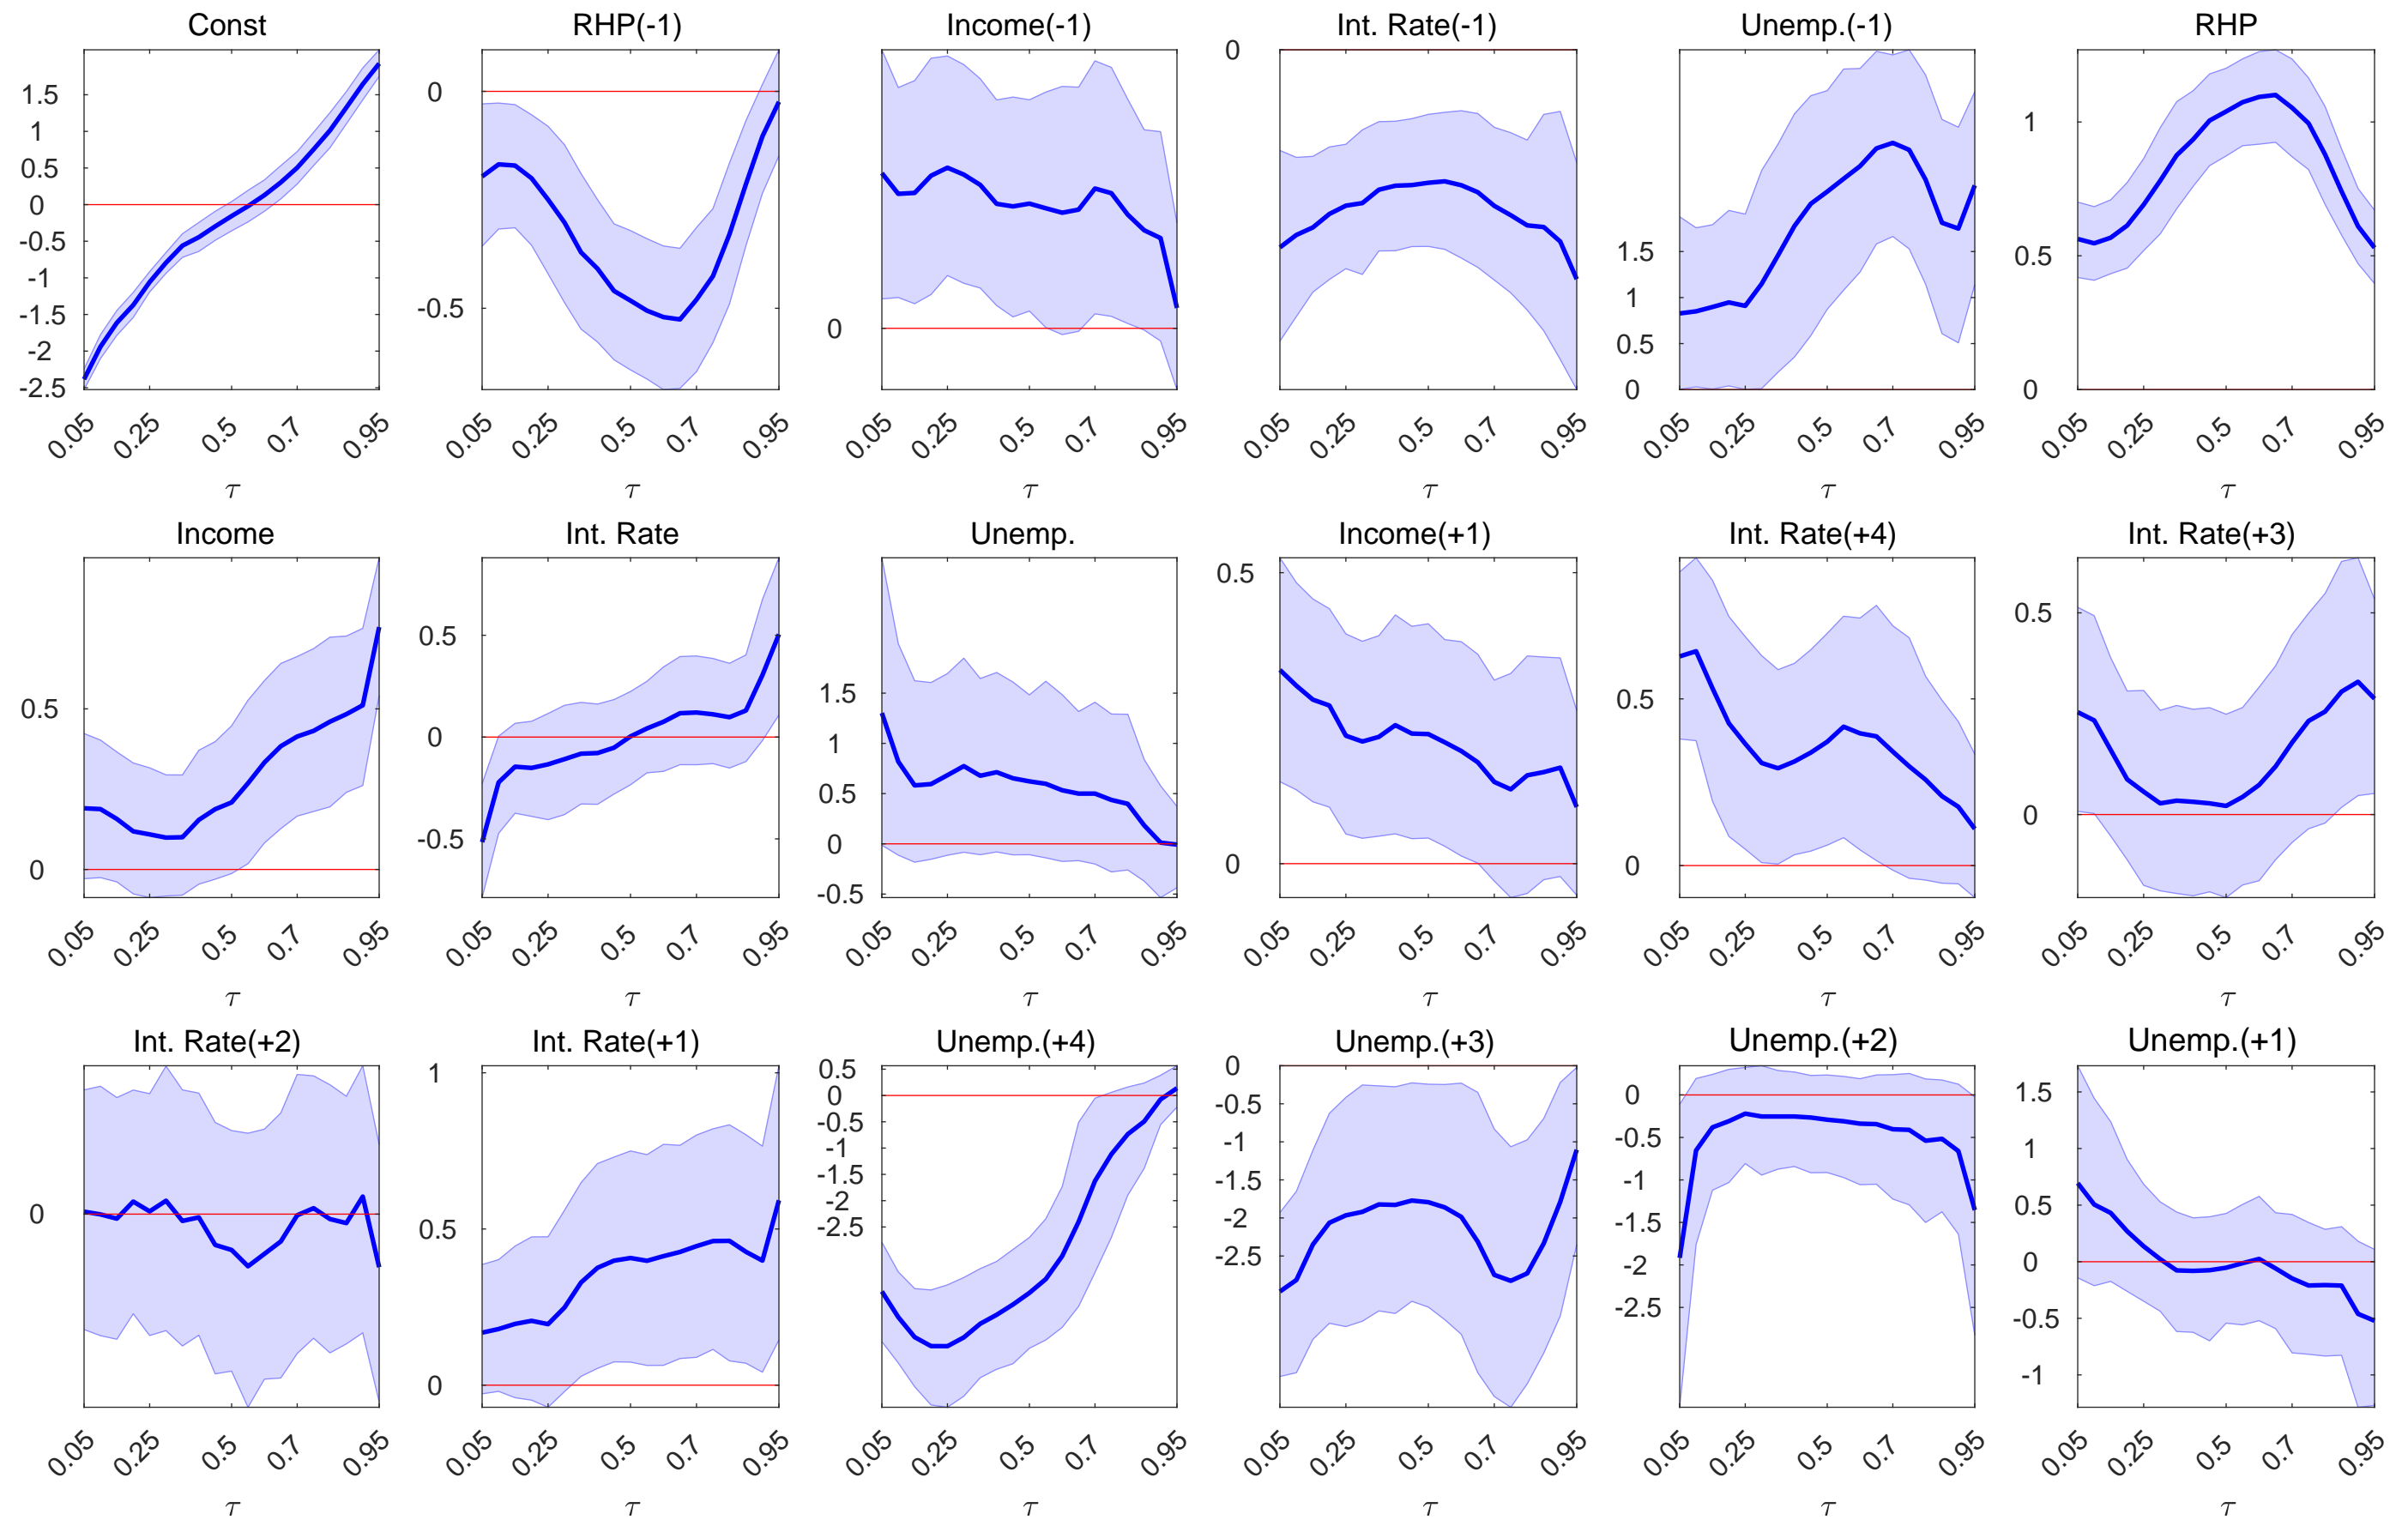 Const RHP(-1) Income(-1) Int. Rate(-1) Unemp.(-1) RHP
1.5 1 0.5 0 -0.5 -1 -1.5 -2 -2.5
0 -0.5
0
0
1.5 1 0.5 0
1 0.5 0
0.05 0.25 0.5 0.7 0.95 0.05 0.25 0.5 0.7 0.95 0.05 0.25 0.5 0.7 0.95 0.05 0.25 0.5 0.7 0.95 0.05 0.25 0.5 0.7 0.95 0.05 0.25 0.5 0.7 0.95
τ τ τ τ τ τ
Income Int. Rate Unemp. Income(+1) Int. Rate(+4) Int. Rate(+3)
0.5 0
0.5 0 -0.5
1.5 1 0.5 0 -0.5
0.5 0
0.5 0
0.5 0
0.05 0.25 0.5 0.7 0.95 0.05 0.25 0.5 0.7 0.95 0.05 0.25 0.5 0.7 0.95 0.05 0.25 0.5 0.7 0.95 0.05 0.25 0.5 0.7 0.95 0.05 0.25 0.5 0.7 0.95
τ τ τ τ τ τ
Int. Rate(+2) Int. Rate(+1) Unemp.(+4) Unemp.(+3) Unemp.(+2) Unemp.(+1)
0
1 0.5 0
0.5 0 -0.5 -1 -1.5 -2 -2.5
0 -0.5 -1 -1.5 -2 -2.5
0 -0.5 -1 -1.5 -2 -2.5
1.5 1 0.5 0 -0.5 -1
0.05 0.25 0.5 0.7 0.95 0.05 0.25 0.5 0.7 0.95 0.05 0.25 0.5 0.7 0.95 0.05 0.25 0.5 0.7 0.95 0.05 0.25 0.5 0.7 0.95 0.05 0.25 0.5 0.7 0.95
τ τ τ τ τ τ